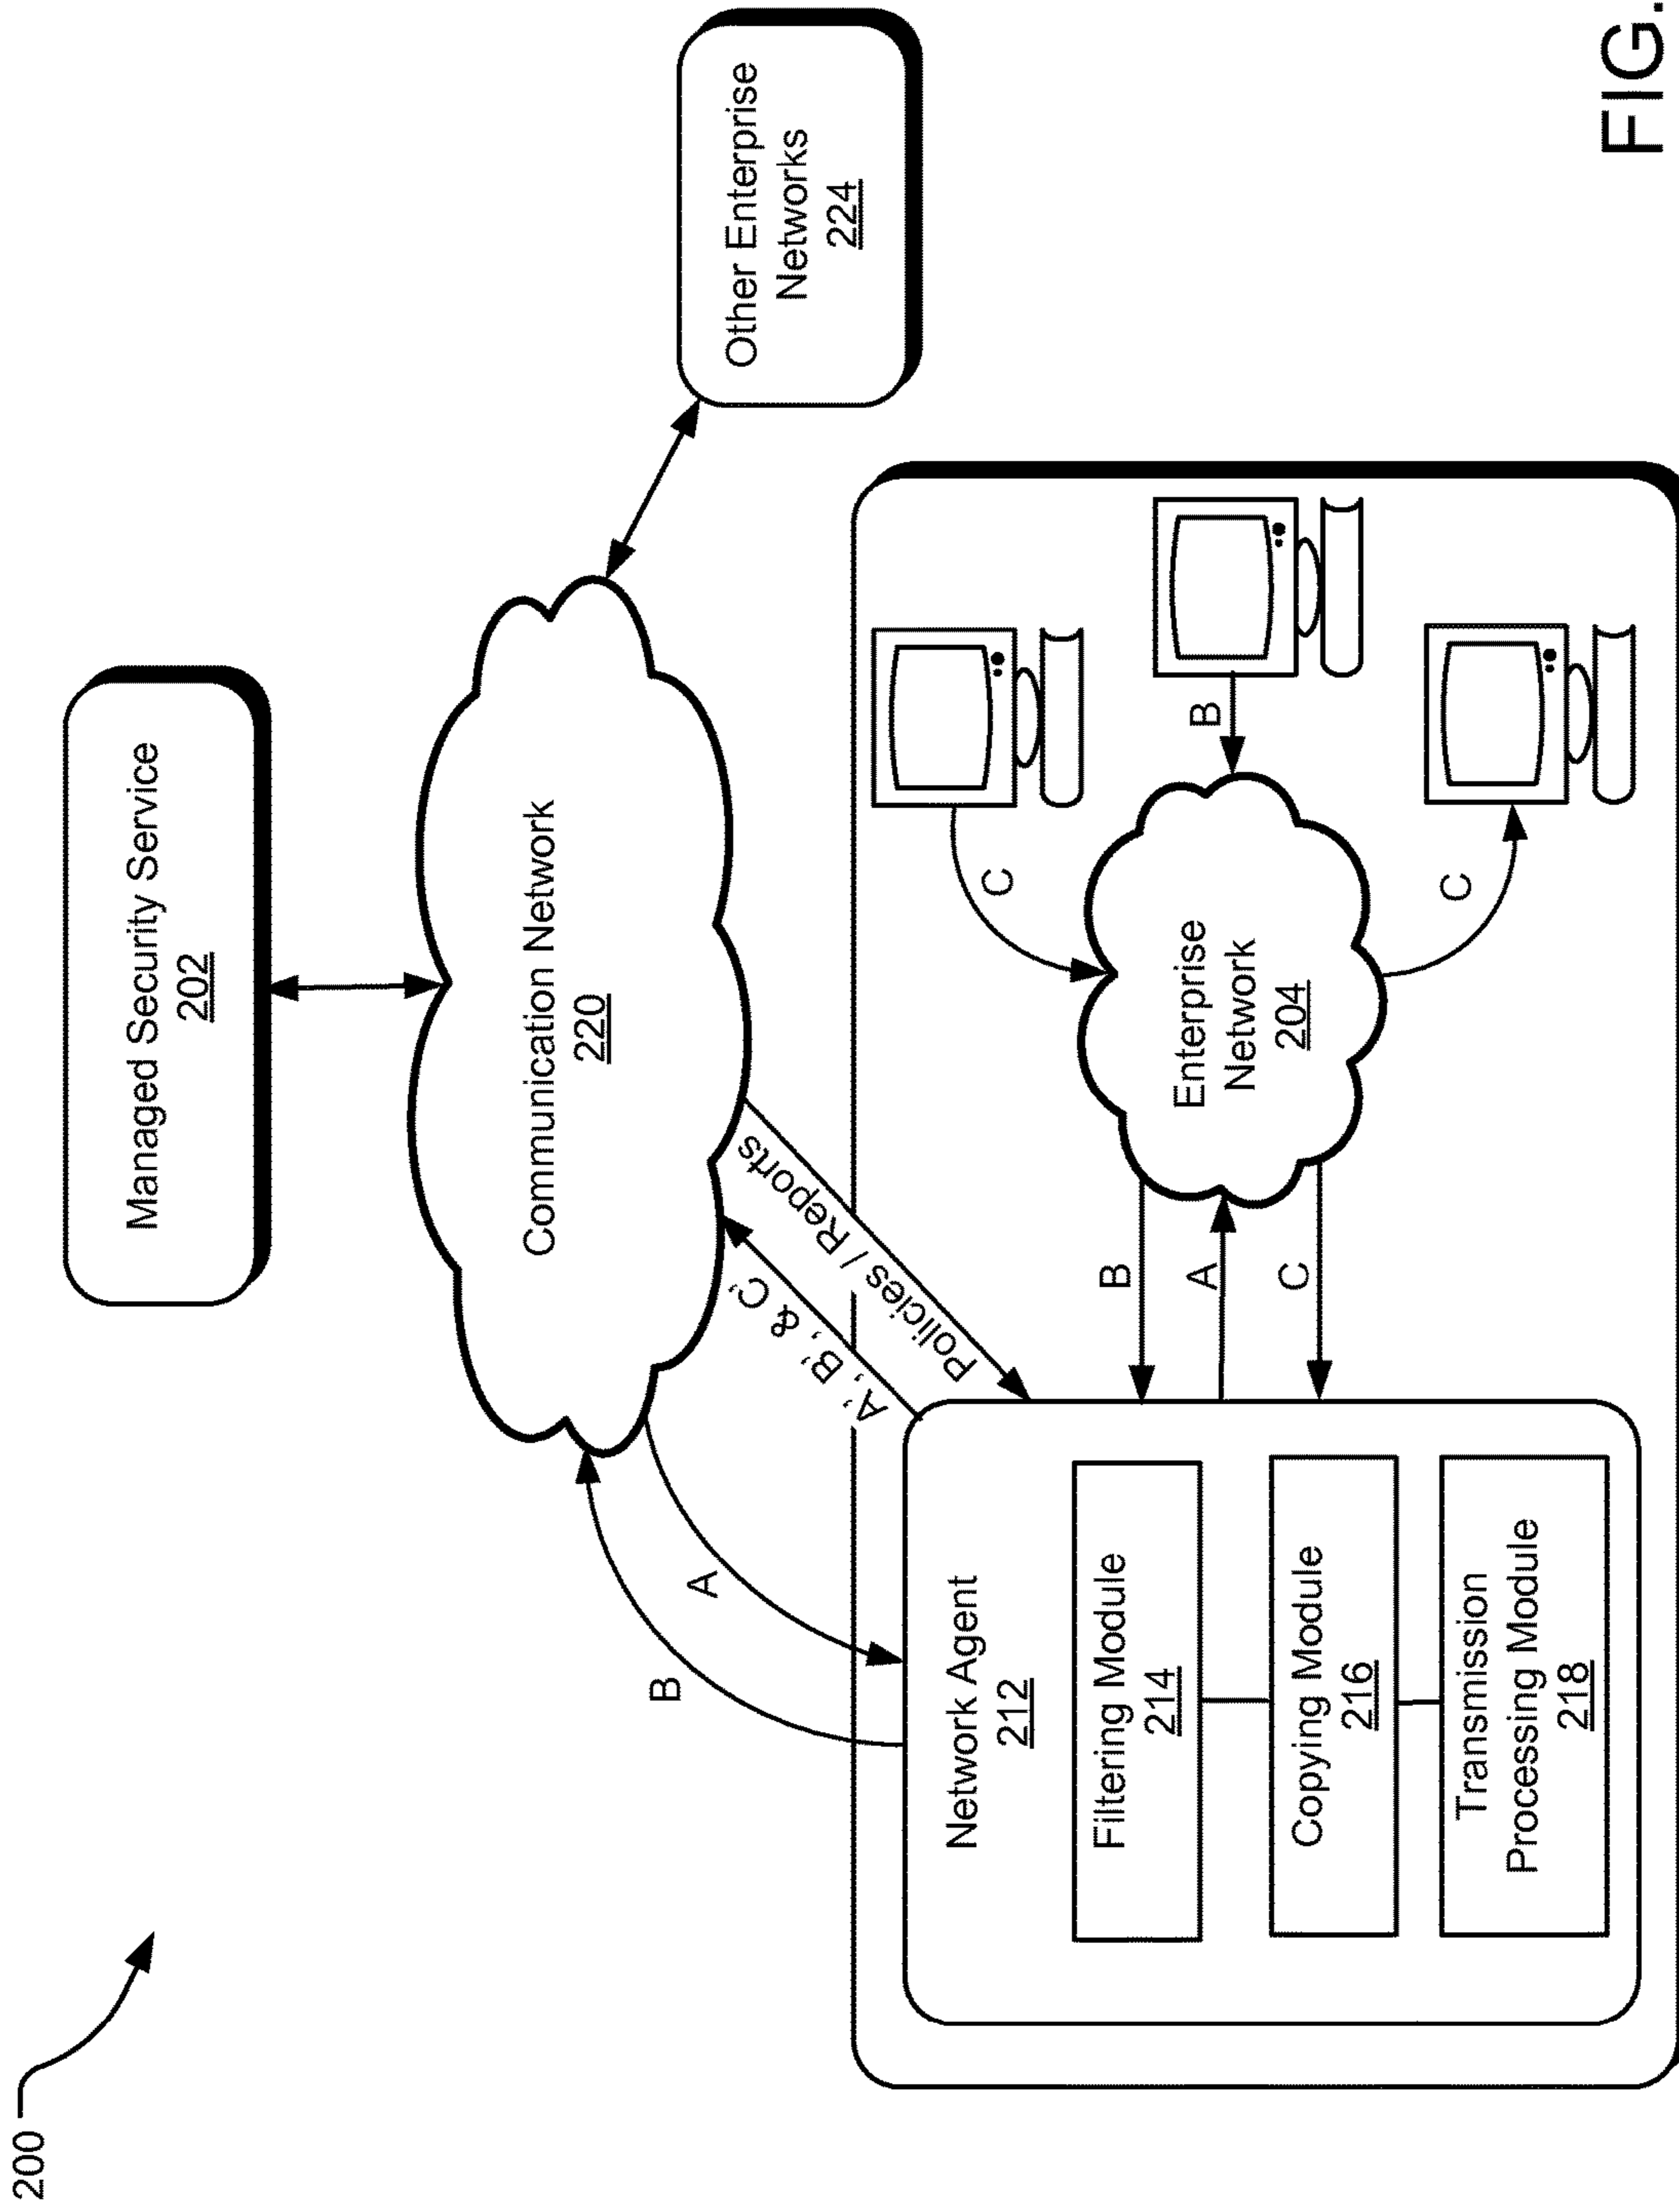 200
Managed Security Service
202
Communication Network
220
Other Enterprise
Networks
224
B
A
A', B', & C'
Policies / Reports
Network Agent
212
Filtering Module
214
Copying Module
216
Transmission
Processing Module
218
B
A
C
Enterprise
Network
204
C
B
C
FIG.